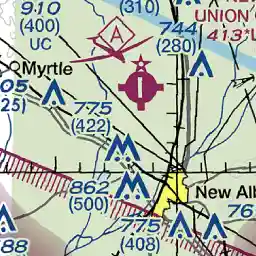 910
(400)
UC
(310)
A
744
(280)
UNION C
413*L
Myrtle
05
25)
775
(422)
862
(500)
New Alb
775
(408)
76
88